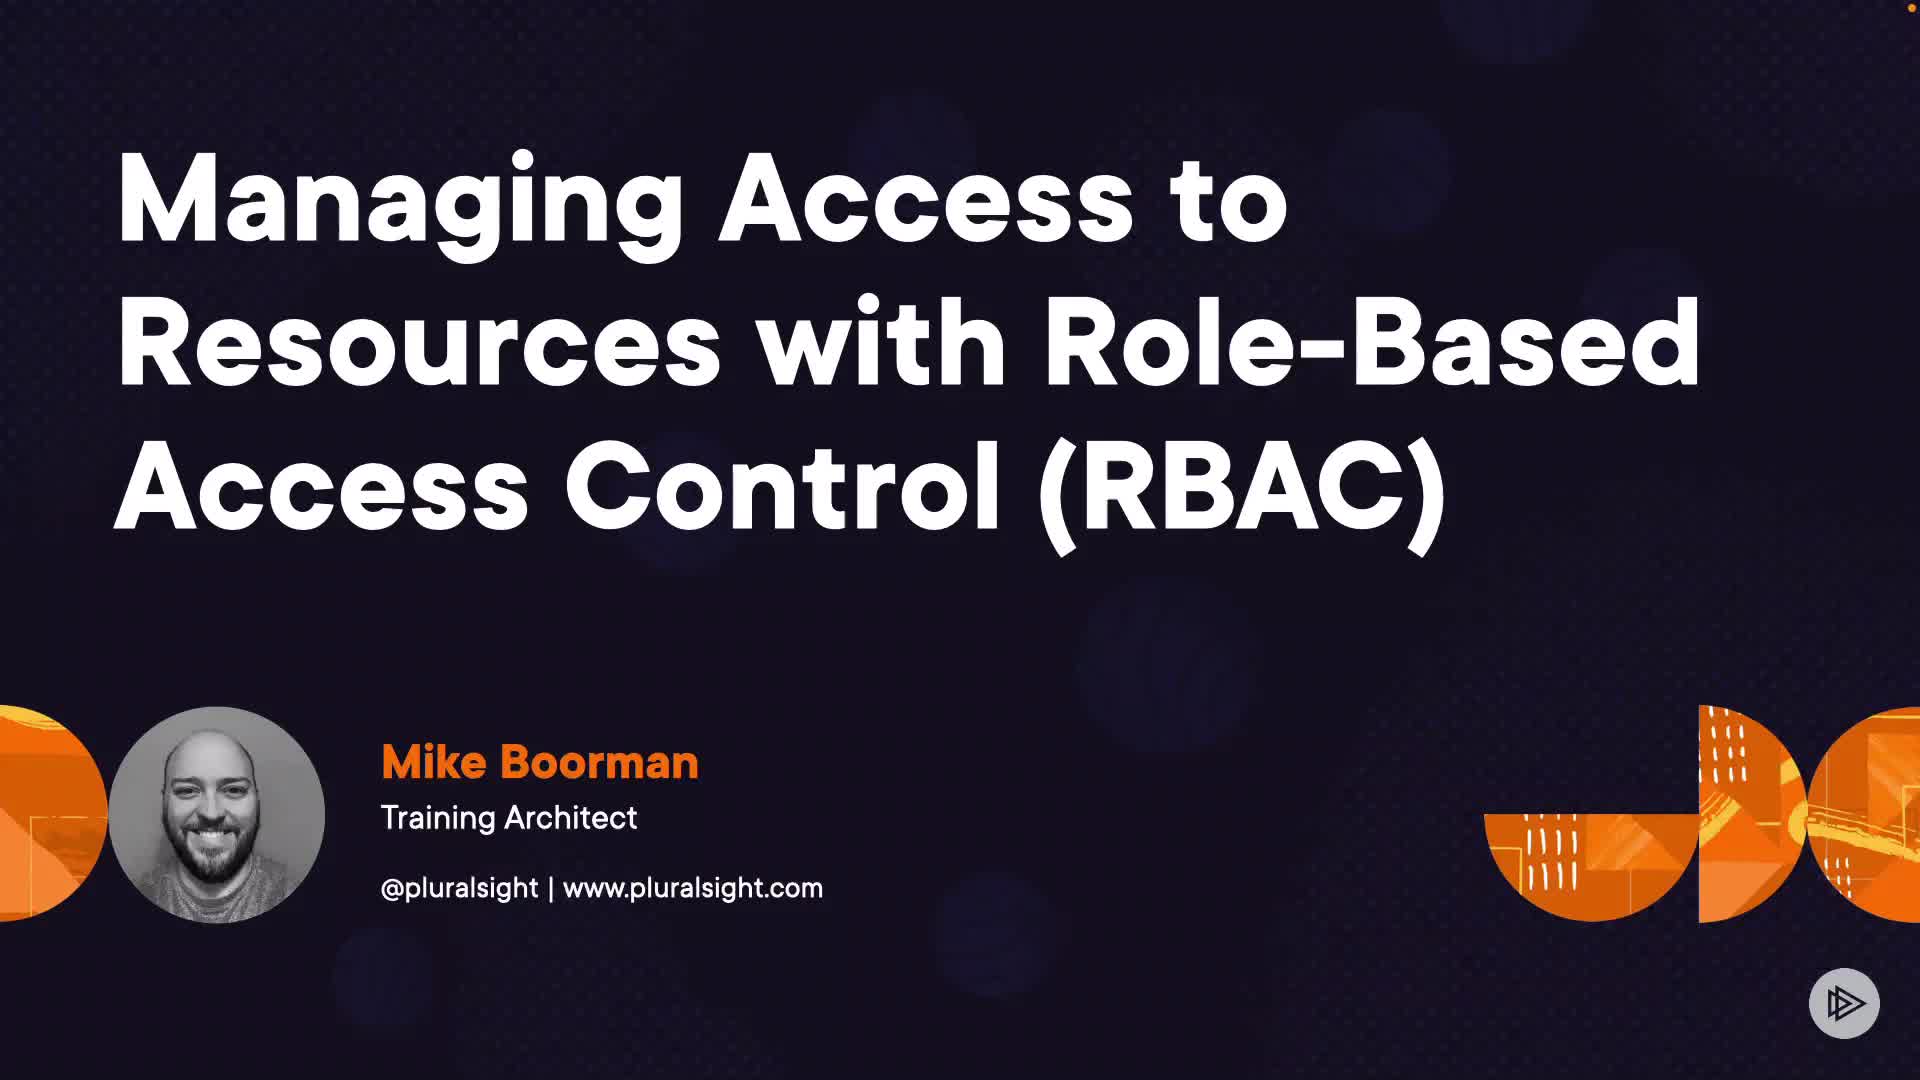 Managing Access to
Resources with Role-Based
Access Control (RBAC)
Mike Boorman
Training Architect
@pluralsight | www.pluralsight.com